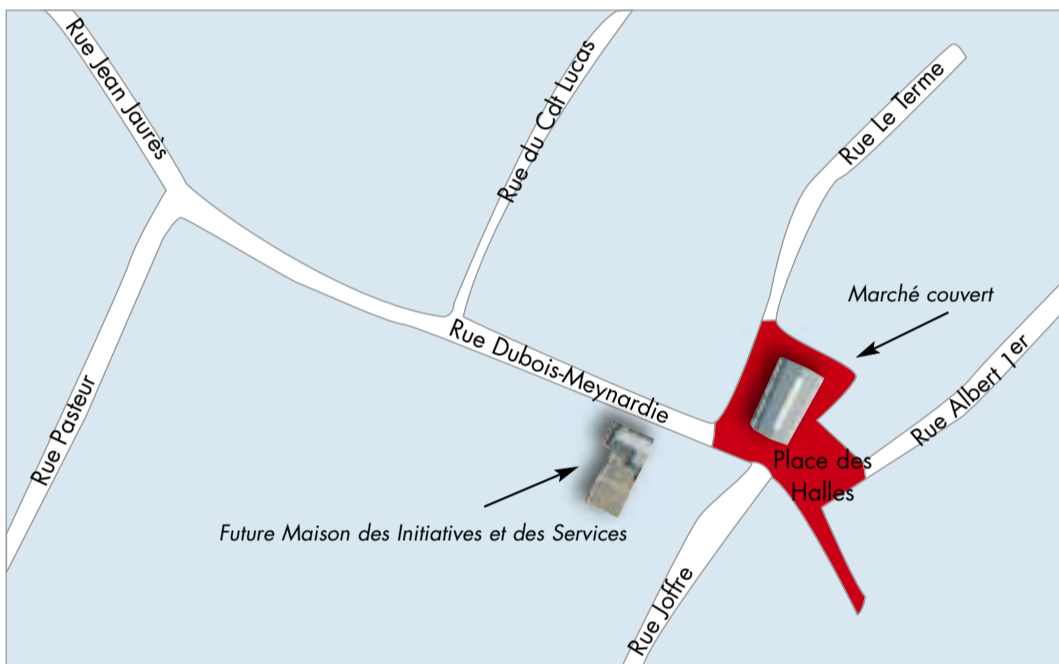 Rue Jean Jaurès
Rue du Cdt Lucas
Rue Le Terme
Marché couvert
Rue Dubois-Meynardie
Rue Albert 1er
Rue Pasteur
Place des
Halles
Future Maison des Initiatives et des Services
Rue Joffre